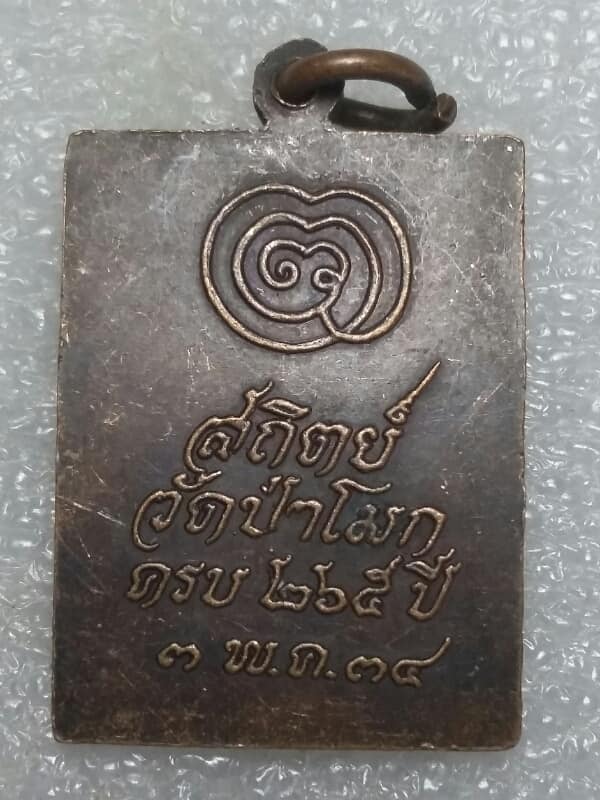 สถิตย์
วัดป่าโมก
ครบ ๒๖๕ ปี
๓ พ.ค.๓๔